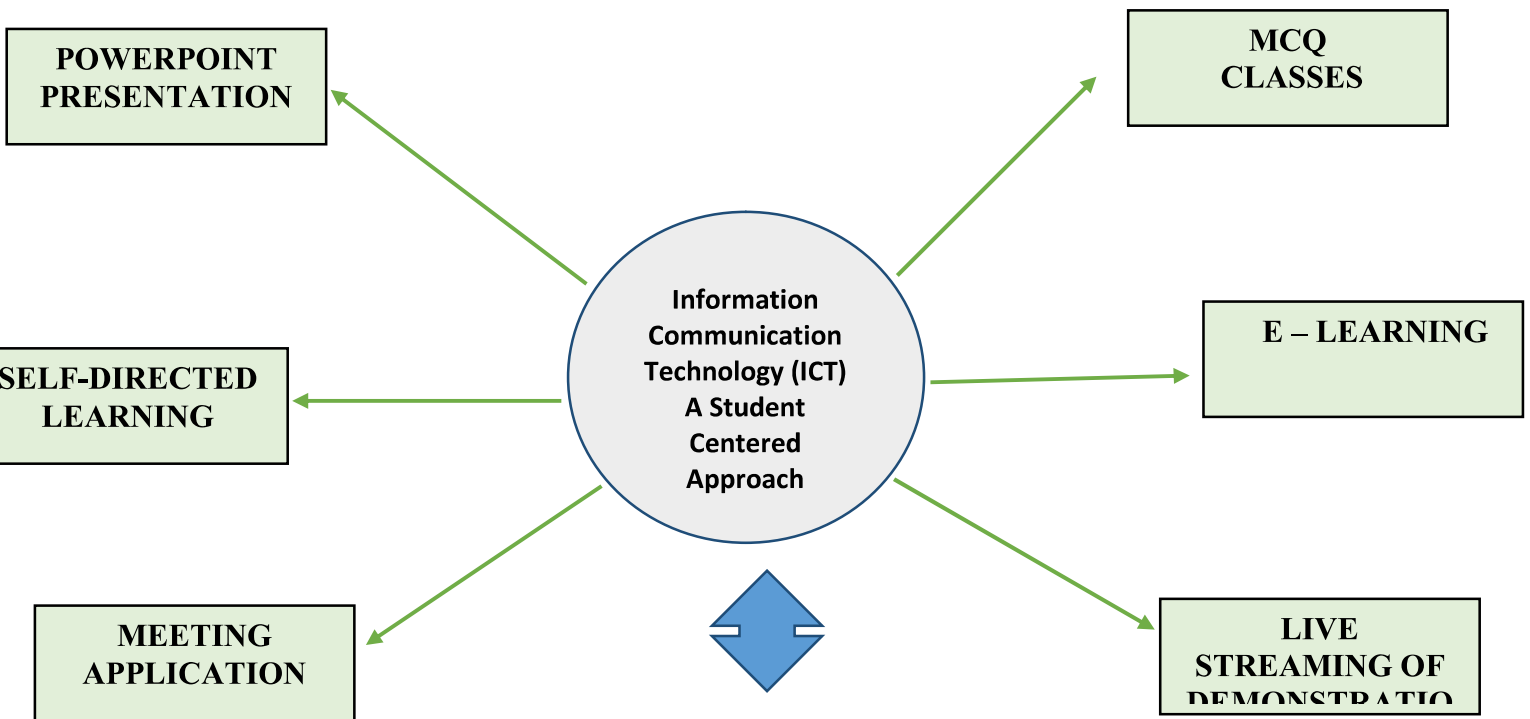 POWERPOINT
PRESENTATION
MCQ
CLASSES
Information
Communication
Technology (ICT)
A Student
Centered
Approach
E – LEARNING
SELF-DIRECTED
LEARNING
MEETING
APPLICATION
LIVE
STREAMING OF
DEMONSTRATIO